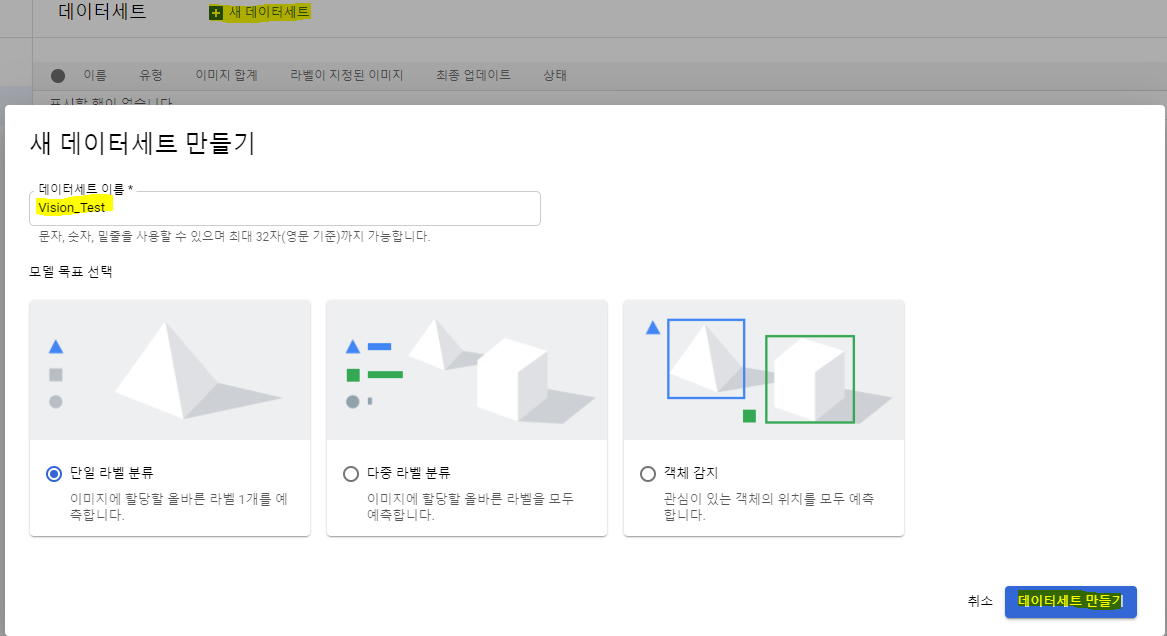 데이터세트
새 데이터세트
이름 유형 이미지 합계 라벨이 지정된 이미지 최종 업데이트 상태
표시할 행이 없습니다
새 데이터세트 만들기
데이터세트 이름 *
Vision_Test
문자, 숫자, 밑줄을 사용할 수 있으며 최대 32자(영문 기준)까지 가능합니다.
모델 목표 선택
단일 라벨 분류
이미지에 할당할 올바른 라벨 1개를 예
측합니다.
다중 라벨 분류
이미지에 할당할 올바른 라벨을 모두
예측합니다.
객체 감지
관심이 있는 객체의 위치를 모두 예측
합니다.
취소
데이터세트 만들기